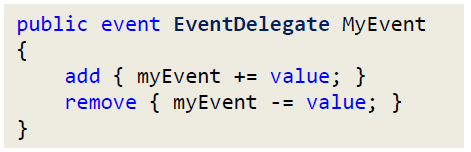 public event EventDelegate MyEvent
{
    add { myEvent += value; }
    remove { myEvent -= value; }
}